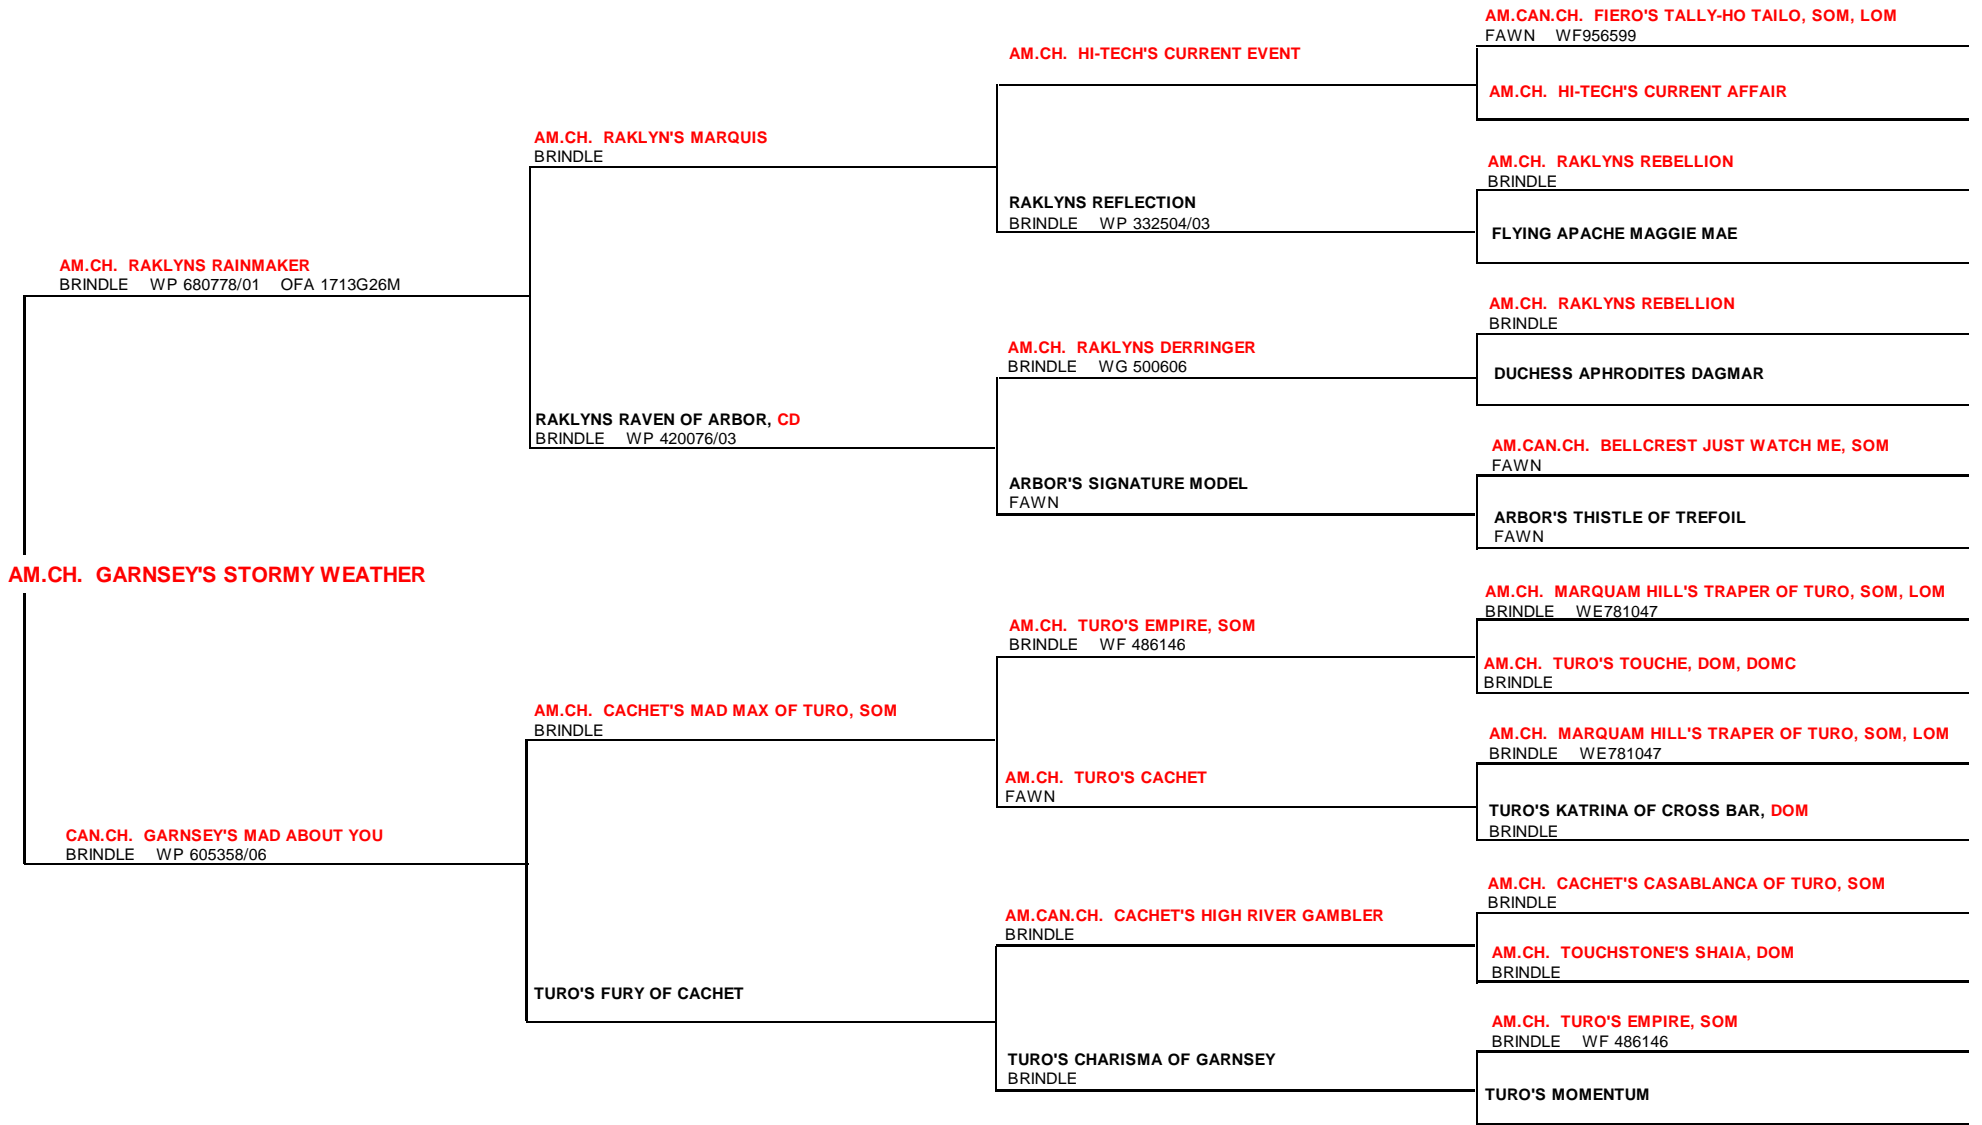 AM.CAN.CH. FIERO'S TALLY-HO TAILO, SOM, LOM
FAWN WF956599
AM.CH. HI-TECH'S CURRENT EVENT
AM.CH. HI-TECH'S CURRENT AFFAIR
AM.CH. RAKLYN'S MARQUIS
BRINDLE
AM.CH. RAKLYNS REBELLION
BRINDLE
RAKLYNS REFLECTION
BRINDLE WP 332504/03
FLYING APACHE MAGGIE MAE
AM.CH. RAKLYNS RAINMAKER
BRINDLE WP 680778/01 OFA 1713G26M
AM.CH. RAKLYNS REBELLION
BRINDLE
AM.CH. RAKLYNS DERRINGER
BRINDLE WG 500606
DUCHESS APHRODITES DAGMAR
RAKLYNS RAVEN OF ARBOR, CD
BRINDLE WP 420076/03
AM.CAN.CH. BELLCREST JUST WATCH ME, SOM
FAWN
ARBOR'S SIGNATURE MODEL
FAWN
ARBOR'S THISTLE OF TREFOIL
FAWN
AM.CH. GARNSEY'S STORMY WEATHER
AM.CH. MARQUAM HILL'S TRAPER OF TURO, SOM, LOM
BRINDLE WE781047
AM.CH. TURO'S EMPIRE, SOM
BRINDLE WF 486146
AM.CH. TURO'S TOUCHE, DOM, DOMC
BRINDLE
AM.CH. CACHET'S MAD MAX OF TURO, SOM
BRINDLE
AM.CH. MARQUAM HILL'S TRAPER OF TURO, SOM, LOM
BRINDLE WE781047
AM.CH. TURO'S CACHET
FAWN
TURO'S KATRINA OF CROSS BAR, DOM
BRINDLE
CAN.CH. GARNSEY'S MAD ABOUT YOU
BRINDLE WP 605358/06
AM.CH. CACHET'S CASABLANCA OF TURO, SOM
BRINDLE
AM.CAN.CH. CACHET'S HIGH RIVER GAMBLER
BRINDLE
AM.CH. TOUCHSTONE'S SHAIA, DOM
BRINDLE
TURO'S FURY OF CACHET
AM.CH. TURO'S EMPIRE, SOM
BRINDLE WF 486146
TURO'S CHARISMA OF GARNSEY
BRINDLE
TURO'S MOMENTUM